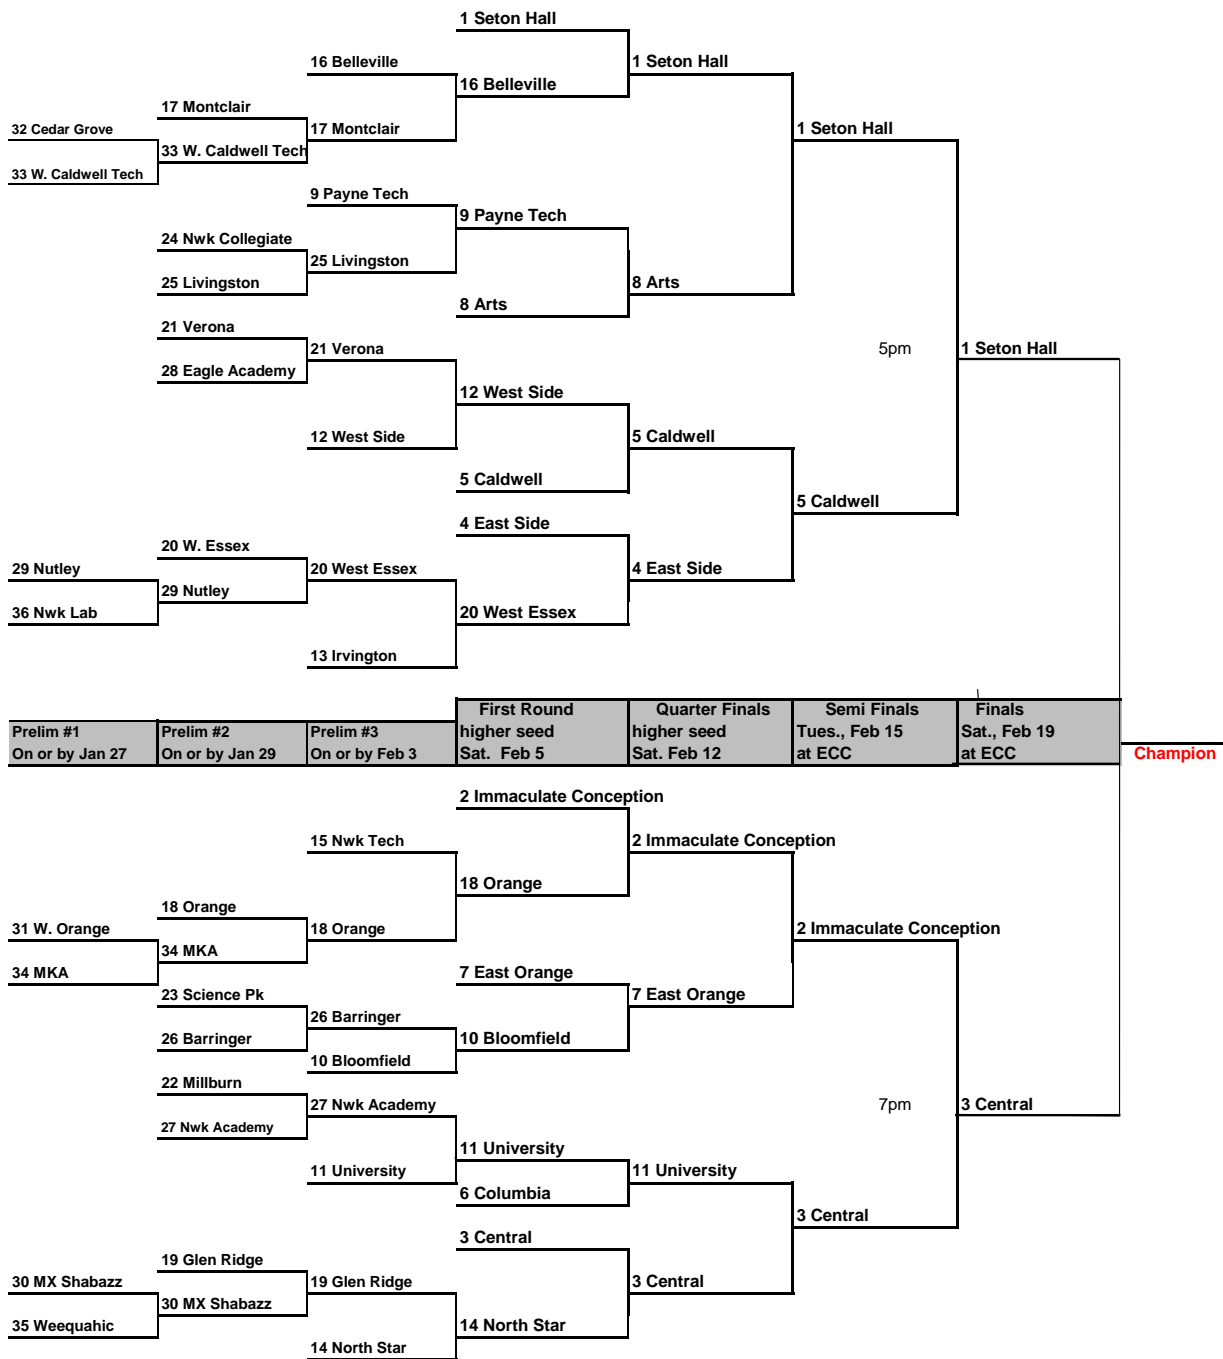 1 Seton Hall
16 Belleville
1 Seton Hall
16 Belleville
17 Montclair
32 Cedar Grove
17 Montclair
1 Seton Hall
33 W. Caldwell Tech
33 W. Caldwell Tech
9 Payne Tech
9 Payne Tech
24 Nwk Collegiate
25 Livingston
25 Livingston
8 Arts
8 Arts
21 Verona
21 Verona
5pm
1 Seton Hall
28 Eagle Academy
12 West Side
12 West Side
5 Caldwell
5 Caldwell
5 Caldwell
4 East Side
20 W. Essex
29 Nutley
20 West Essex
4 East Side
29 Nutley
36 Nwk Lab
20 West Essex
13 Irvington
First Round
Quarter Finals
Semi Finals
Finals
Prelim #1
Prelim #2
Prelim #3
higher seed
higher seed
Tues., Feb 15
Sat., Feb 19
On or by Jan 27
On or by Jan 29
On or by Feb 3
Sat. Feb 5
Sat. Feb 12
at ECC
at ECC
Champion
2 Immaculate Conception
15 Nwk Tech
2 Immaculate Conception
18 Orange
18 Orange
31 W. Orange
18 Orange
2 Immaculate Conception
34 MKA
34 MKA
7 East Orange
23 Science Pk
7 East Orange
26 Barringer
26 Barringer
10 Bloomfield
10 Bloomfield
22 Millburn
27 Nwk Academy
7pm
3 Central
27 Nwk Academy
11 University
11 University
11 University
6 Columbia
3 Central
3 Central
19 Glen Ridge
30 MX Shabazz
19 Glen Ridge
3 Central
30 MX Shabazz
35 Weequahic
14 North Star
14 North Star